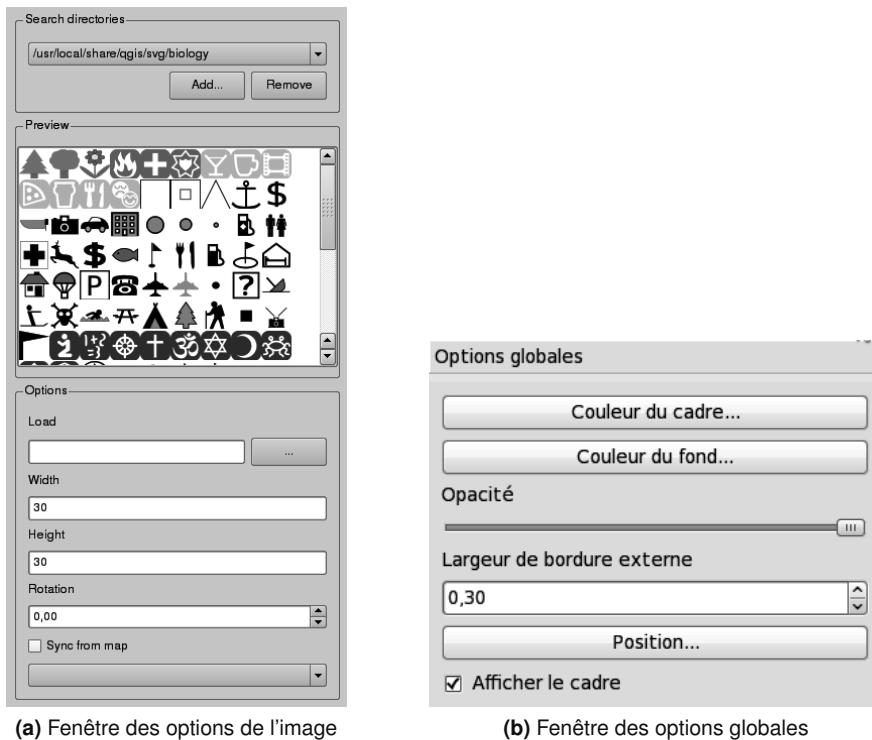 Search directories
/usr/local/share/qgis/svg/biology
Add...
Remove
Preview
P
?
Options
Load
...
Width
30
Height
30
Rotation
0,00
Sync from map
(a) Fenêtre des options de l'image
Options globales
Couleur du cadre...
Couleur du fond...
Opacité
Largeur de bordure externe
0,30
Position...
Afficher le cadre
(b) Fenêtre des options globales